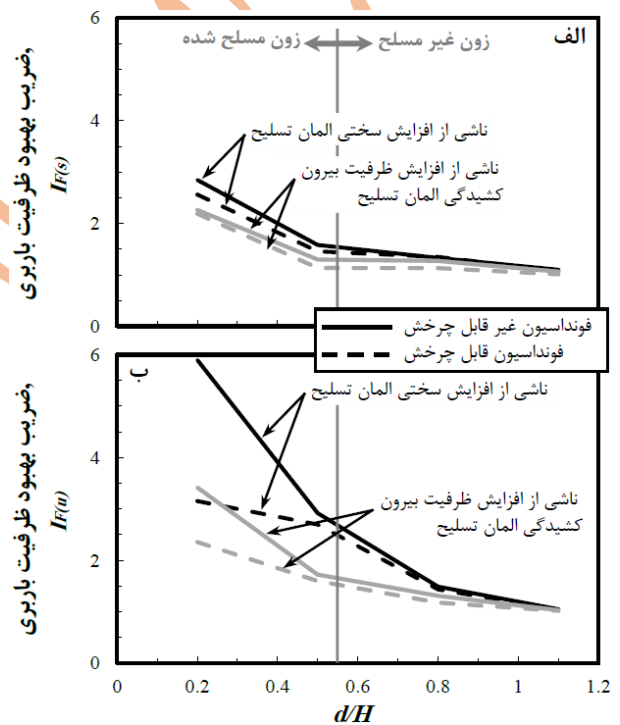 الف
زون مسلح شده
زون غیر مسلح
ضریب بهبود ظرفیت باربری,
I_F(s)
6
4
2
0
ناشی از افزایش سختی المان تسلیح
ناشی از افزایش ظرفیت بیرون
کشیدگی المان تسلیح
فونداسیون غیر قابل چرخش
فونداسیون قابل چرخش
ب
ضریب بهبود ظرفیت باربری,
I_F(u)
6
4
2
0
ناشی از افزایش سختی المان تسلیح
ناشی از افزایش ظرفیت بیرون
کشیدگی المان تسلیح
0 0.2 0.4 0.6 0.8 1 1.2
d/H